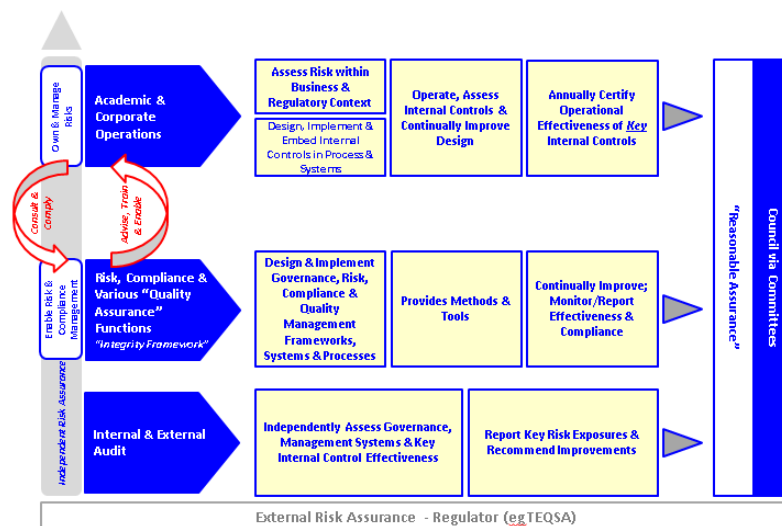 Own & Manage
Risks
Academic &
Corporate
Operations
Assess Risk within
Business &
Regulatory Context
Design, Implement &
Embed Internal
Controls in Process &
Systems
Operate, Assess
Internal Controls &
Continually Improve
Design
Annually Certify
Operational
Effectiveness of Key
Internal Controls
Consult &
Comply
Advise, Train
& Enable
Enable Risk &
Compliance
Management
Risk, Compliance &
Various “Quality
Assurance”
Functions
“Integrity Framework”
Design & Implement
Governance, Risk,
Compliance &
Quality
Management
Frameworks,
Systems & Processes
Provides Methods &
Tools
Continually Improve;
Monitor/Report
Effectiveness &
Compliance
Independent Risk Assurance
Internal & External
Audit
Independently Assess Governance,
Management Systems & Key
Internal Control Effectiveness
Report Key Risk Exposures &
Recommend Improvements
“Reasonable Assurance”
Council via Committees
External Risk Assurance - Regulator (eg TEQSA)